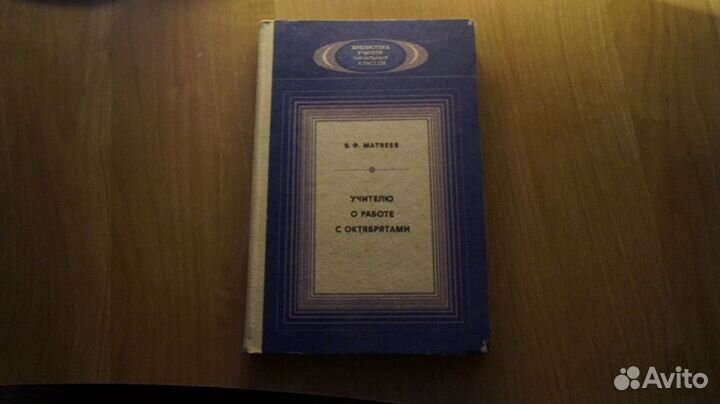 БИБЛИОТЕКА
УЧИТЕЛЯ
НАЧАЛЬНЫХ
КЛАССОВ
В. Ф. МАТВЕЕВ
УЧИТЕЛЮ
О РАБОТЕ
С ОКТЯБРЯТАМИ
Avito